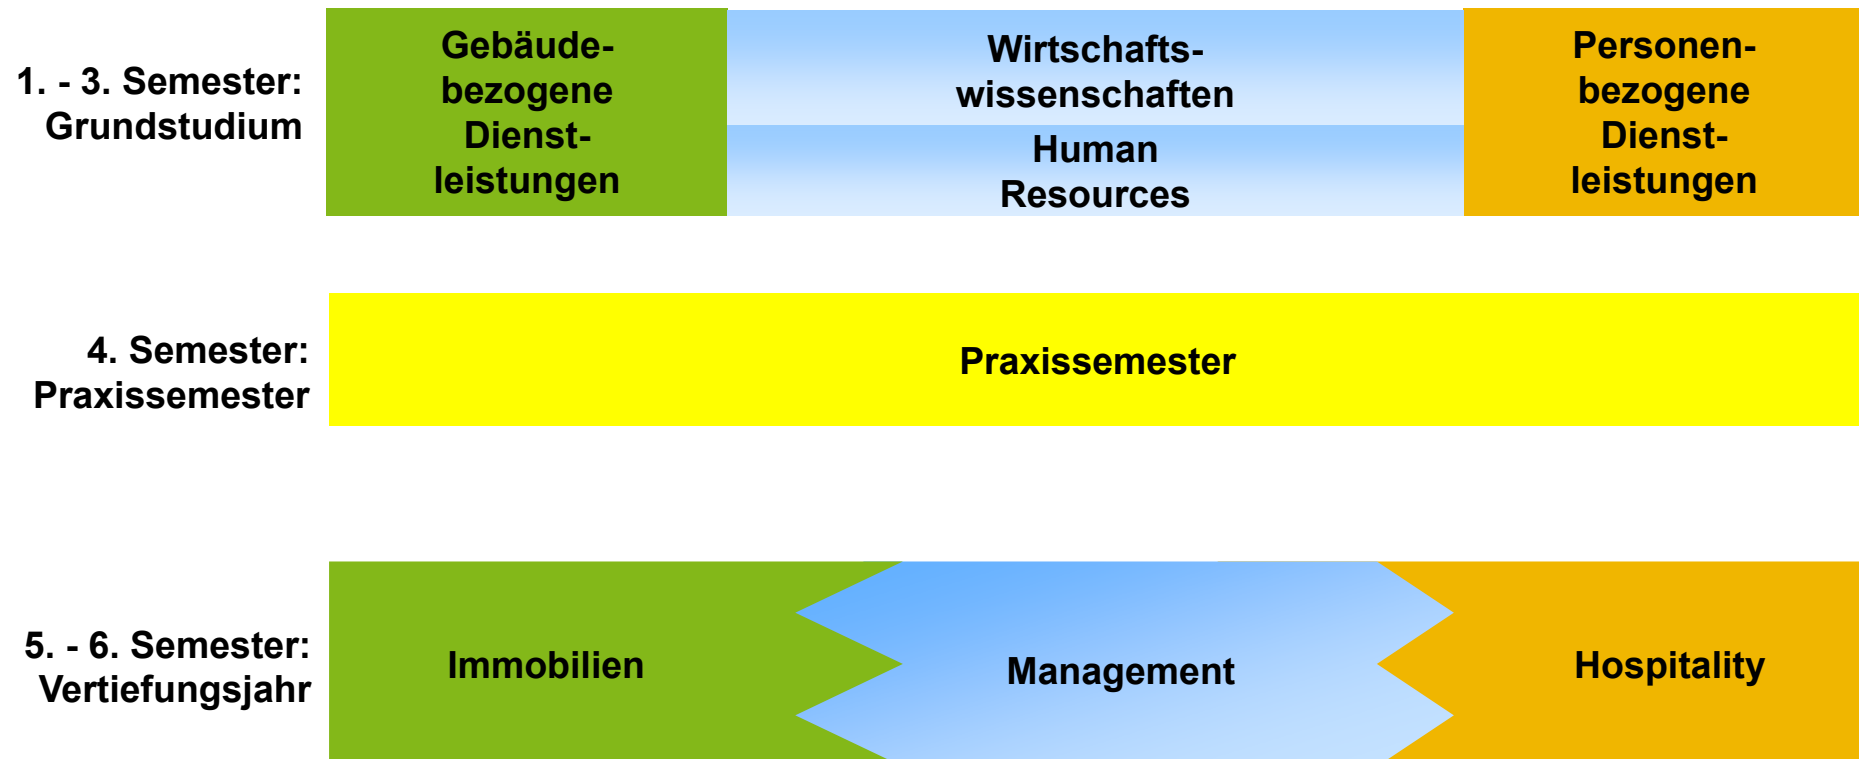 1. - 3. Semester:
Grundstudium
Gebäude-
bezogene
Dienst-
leistungen
Wirtschafts-
wissenschaften
Human
Resources
Personen-
bezogene
Dienst-
leistungen
4. Semester:
Praxissemester
Praxissemester
5. - 6. Semester:
Vertiefungsjahr
Immobilien
Management
Hospitality